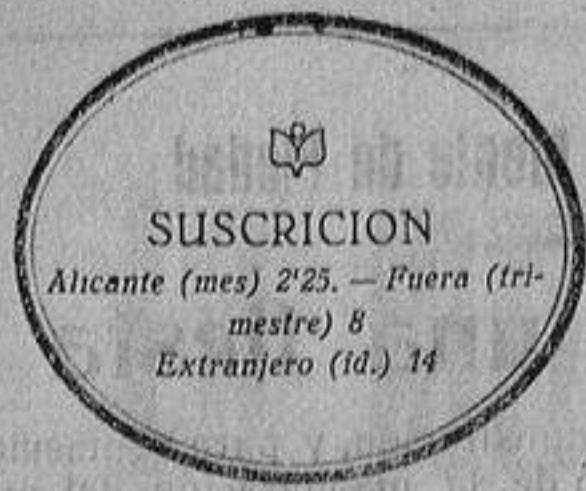 SUSCRICION
Alicante (mes) 2'25. — Fuera (tri-
mestre) 8
Extranjero (id.) 14